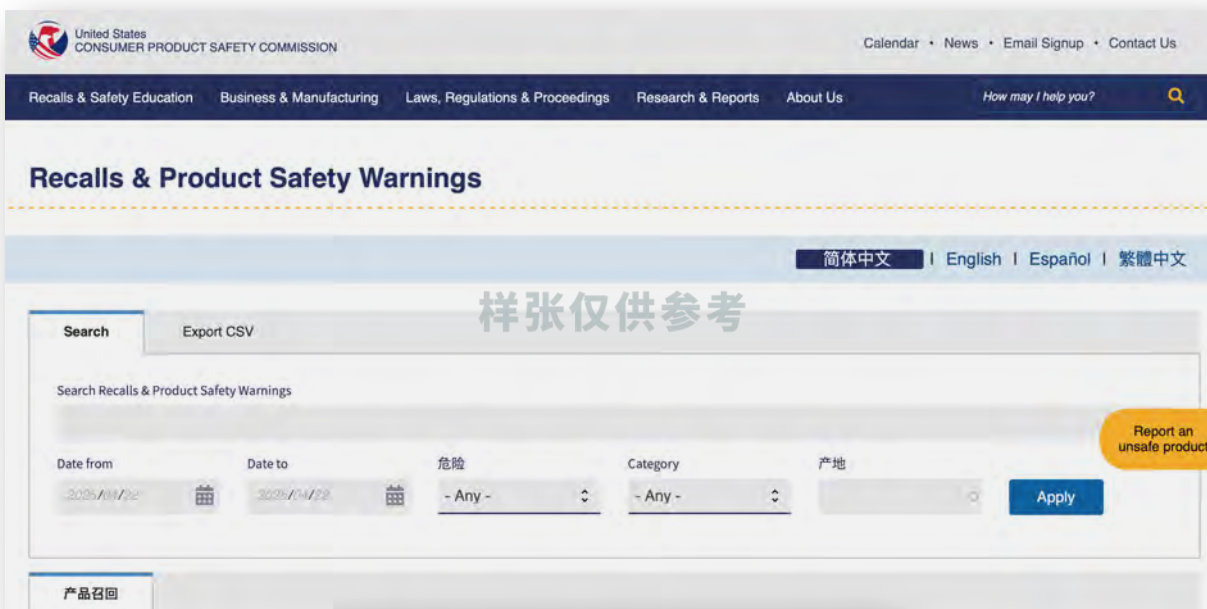 United States
CONSUMER PRODUCT SAFETY COMMISSION
Calendar • News • Email Signup • Contact Us
Recalls & Safety Education Business & Manufacturing Laws, Regulations & Proceedings Research & Reports About Us How may I help you?
Recalls & Product Safety Warnings
简体中文 | English | Español | 繁體中文
样张仅供参考
Search Export CSV
Search Recalls & Product Safety Warnings
Report an
unsafe product
Date from Date to 危险 Category 产地
- Any - - Any - Apply
产品召回